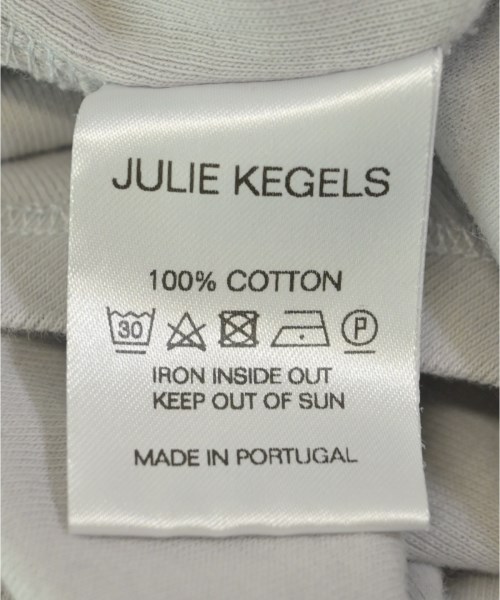 JULIE KEGELS
100% COTTON
30 P
IRON INSIDE OUT
KEEP OUT OF SUN
MADE IN PORTUGAL